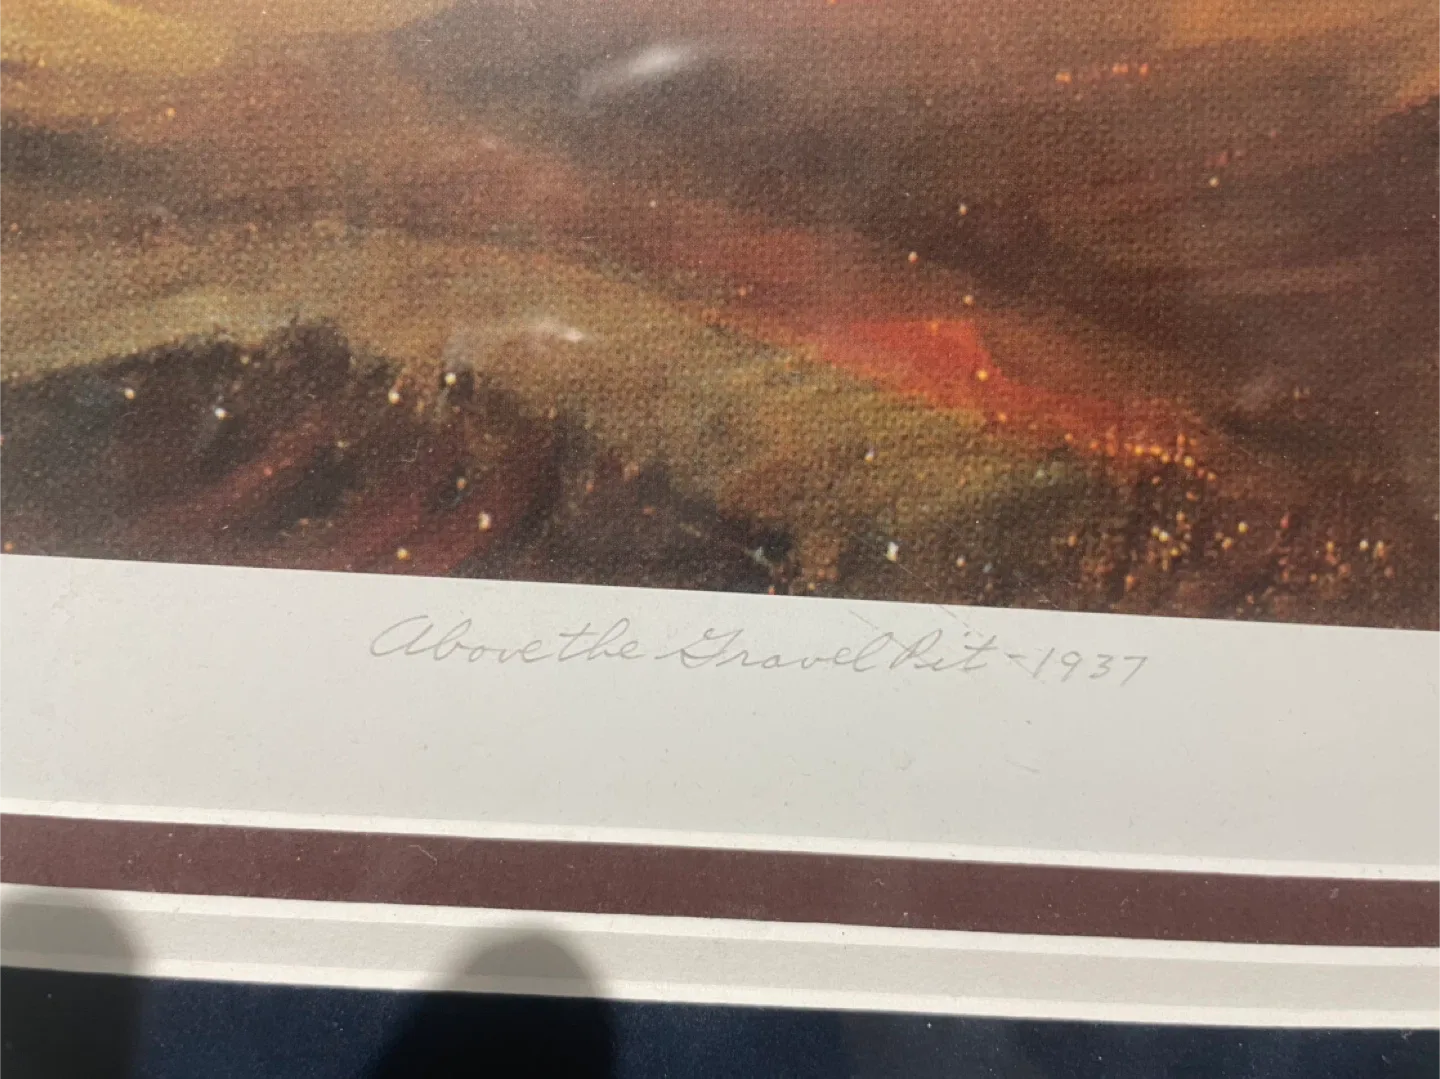 Above the Gravel Pit - 1937